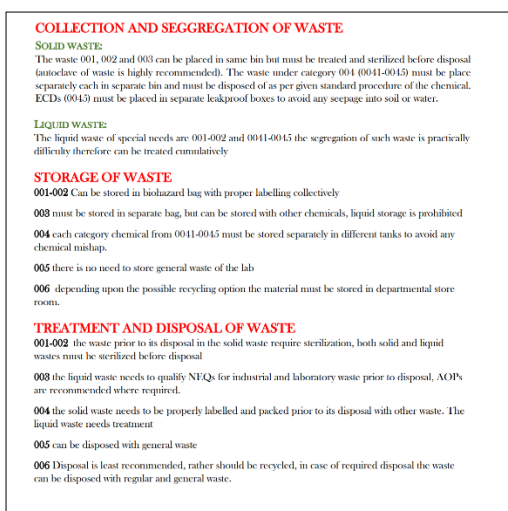 COLLECTION AND SEGGREGATION OF WASTE
SOLID WASTE:
The waste 001, 002 and 003 can be placed in same bin but must be treated and sterilized before disposal
(autoclave of waste is highly recommended). The waste under category 004 (0041-0045) must be place
separately each in separate bin and must be disposed of as per given standard procedure of the chemical.
ECDs (0045) must be placed in separate leakproof boxes to avoid any seepage into soil or water.
LIQUID WASTE:
The liquid waste of special needs are 001-002 and 0041-0045 the segregation of such waste is practically
difficulty therefore can be treated cumulatively
STORAGE OF WASTE
001-002 Can be stored in biohazard bag with proper labelling collectively
003 must be stored in separate bag, but can be stored with other chemicals, liquid storage is prohibited
004 each category chemical from 0041-0045 must be stored separately in different tanks to avoid any
chemical mishap.
005 there is no need to store general waste of the lab
006 depending upon the possible recycling option the material must be stored in departmental store
room.
TREATMENT AND DISPOSAL OF WASTE
001-002 the waste prior to its disposal in the solid waste require sterilization, both solid and liquid
wastes must be sterilized before disposal
003 the liquid waste needs to qualify NEQs for industrial and laboratory waste prior to disposal, AOPs
are recommended where required.
004 the solid waste needs to be properly labelled and packed prior to its disposal with other waste. The
liquid waste needs treatment
005 can be disposed with general waste
006 Disposal is least recommended, rather should be recycled, in case of required disposal the waste
can be disposed with regular and general waste.